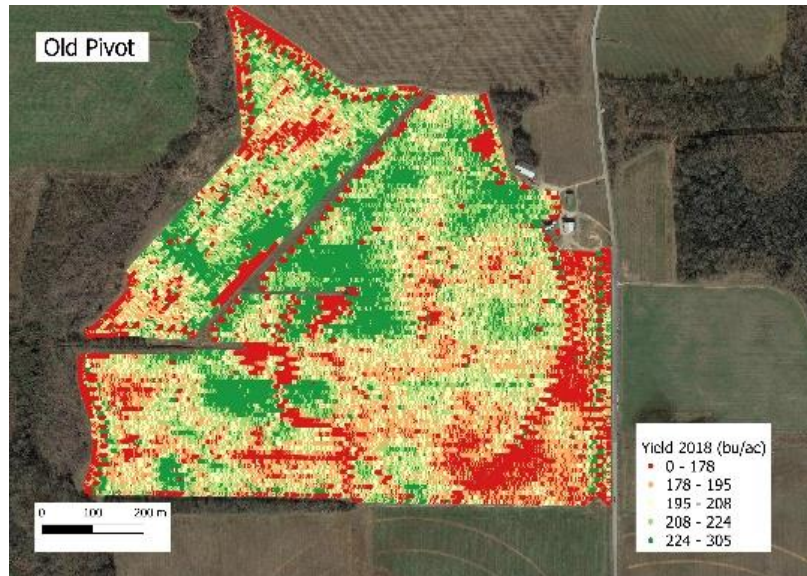 Old Pivot
Yield 2018 (bu/ac)
0 - 178
178 - 195
195 - 208
208 - 224
224 - 305
0 100 200 m